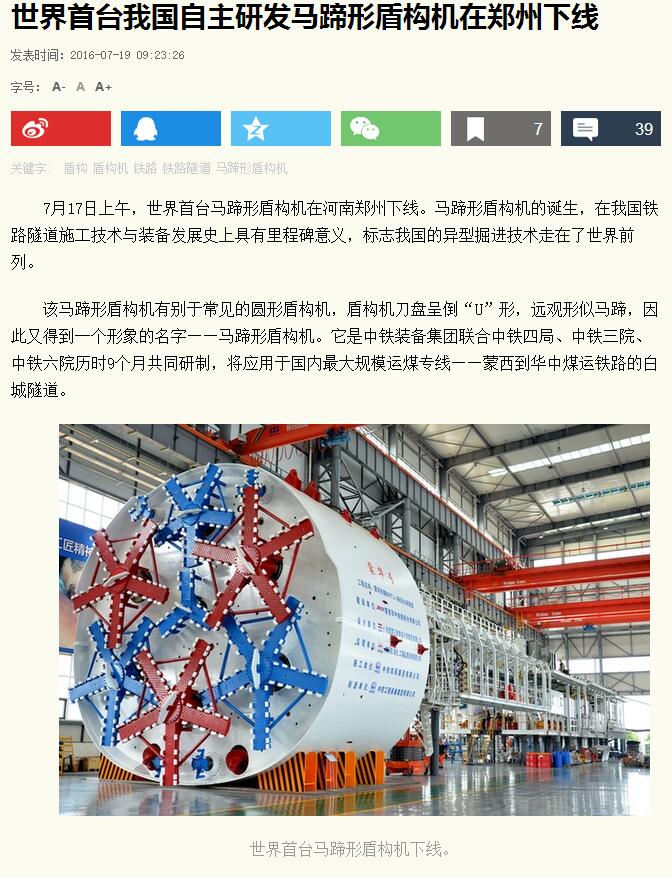 世界首台我国自主研发马蹄形盾构机在郑州下线
发表时间：2016-07-19 09:23:26
字号： A- A A+
7
39
关键字： 盾构 盾构机 铁路 铁路隧道 马蹄形盾构机
7月17日上午，世界首台马蹄形盾构机在河南郑州下线。马蹄形盾构机的诞生，在我国铁
路隧道施工技术与装备发展史上具有里程碑意义，标志我国的异型掘进技术走在了世界前
列。
该马蹄形盾构机有别于常见的圆形盾构机，盾构机刀盘呈倒“U”形，远观形似马蹄，因
此又得到一个形象的名字——马蹄形盾构机。它是中铁装备集团联合中铁四局、中铁三院、
中铁六院历时9个月共同研制，将应用于国内最大规模运煤专线——蒙西到华中煤运铁路的白
城隧道。
工匠精神
蒙华号
世界首台马蹄形盾构机下线。